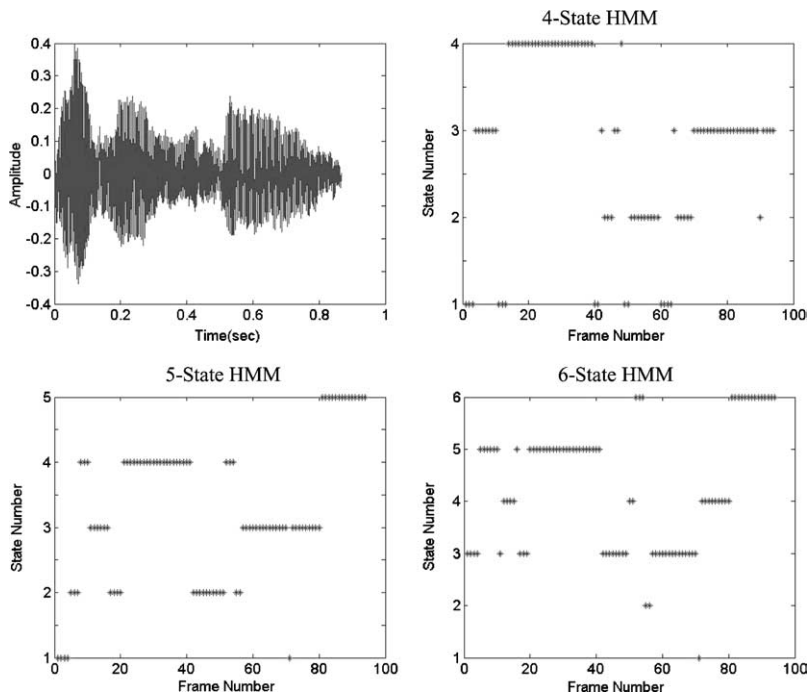 4-State HMM
0.4
0.3
0.2
0.1
0
-0.1
-0.2
-0.3
-0.4
Amplitude
0 0.2 0.4 0.6 0.8 1
Time(sec)
4
3
2
1
State Number
0 20 40 60 80 100
Frame Number
5-State HMM
5
4
3
2
1
State Number
0 20 40 60 80 100
Frame Number
6-State HMM
6
5
4
3
2
1
State Number
0 20 40 60 80 100
Frame Number